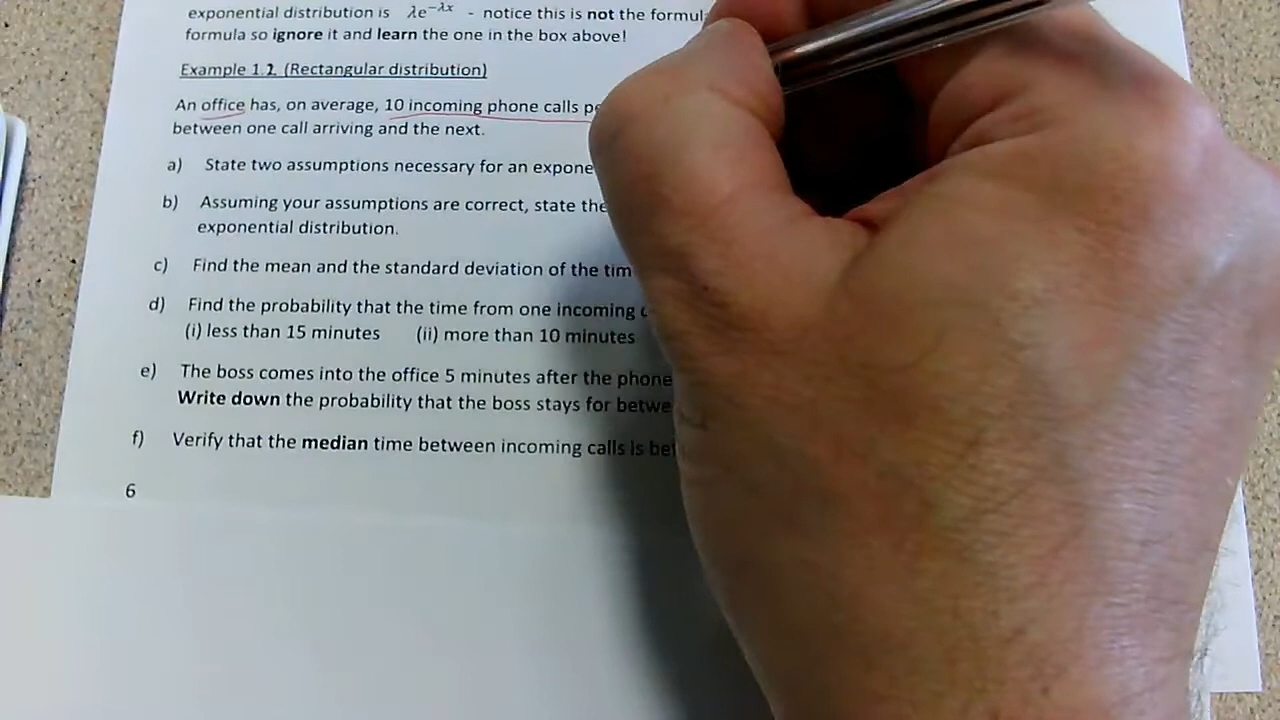 exponential distribution is λe^−λx - notice this is not the
formula so ignore it and learn the one in the box above!
Example 1.2 (Rectangular distribution)
An office has, on average, 10 incoming phone calls
between one call arriving and the next.
a) State two assumptions necessary for an
b) Assuming your assumptions are correct, state the
exponential distribution.
c) Find the mean and the standard deviation of the
d) Find the probability that the time from one incoming
(i) less than 15 minutes (ii) more than 10 minutes
e) The boss comes into the office 5 minutes after the phone
Write down the probability that the boss stays for
f) Verify that the median time between incoming calls is
6